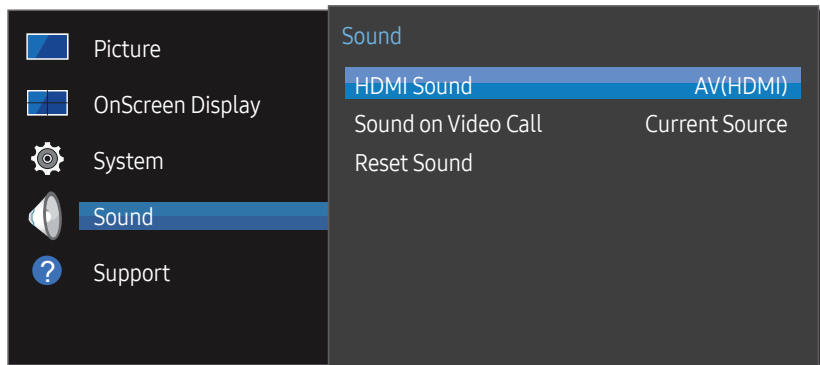 Picture
OnScreen Display
System
Sound
Support
Sound
HDMI Sound AV(HDMI)
Sound on Video Call Current Source
Reset Sound